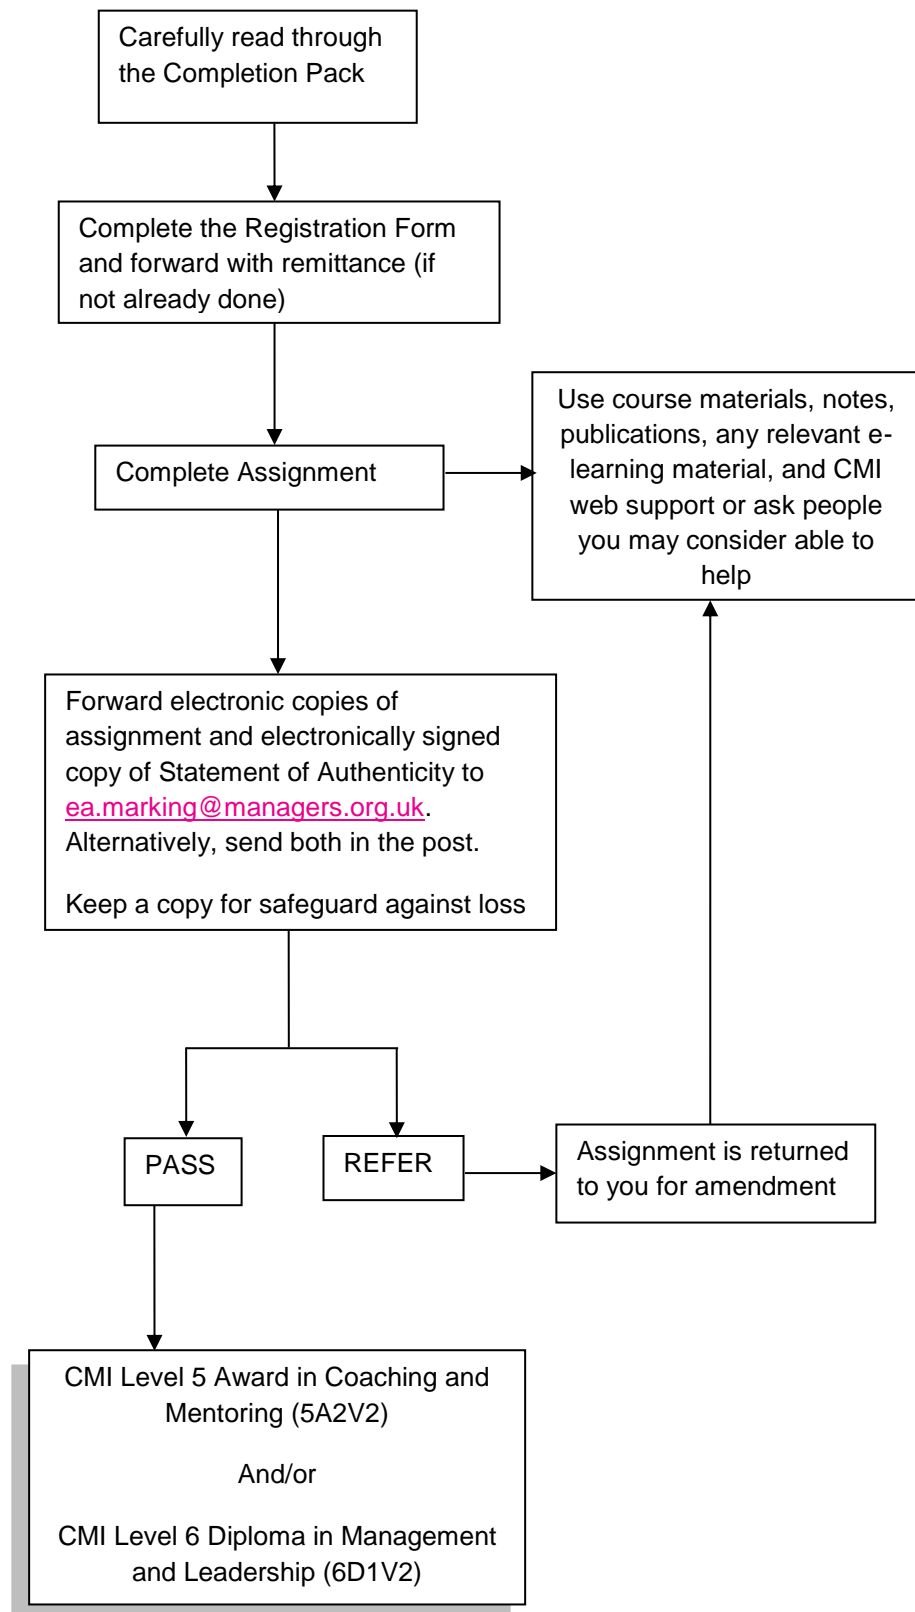 Carefully read through
the Completion Pack
Complete the Registration Form
and forward with remittance (if
not already done)
Complete Assignment
Use course materials, notes,
publications, any relevant e-
learning material, and CMI
web support or ask people
you may consider able to
help
Forward electronic copies of
assignment and electronically signed
copy of Statement of Authenticity to
ea.marking@managers.org.uk.
Alternatively, send both in the post.
Keep a copy for safeguard against loss
PASS
REFER
Assignment is returned
to you for amendment
CMI Level 5 Award in Coaching and
Mentoring (5A2V2)
And/or
CMI Level 6 Diploma in Management
and Leadership (6D1V2)